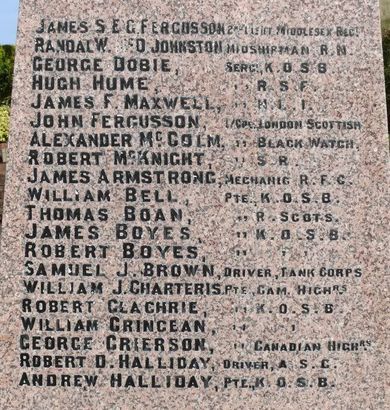 JAMES S.E.G. FERGUSSON 2ND LIEUT. MIDDLESEX REGT
RANDAL W. MCD. JOHNSTON MIDSHIPMAN R.N.
GEORGE DOBIE, SERGT, K.O.S.B.
HUGH HUME, " R.S.F.
JAMES F. MAXWELL, " H.L.I.
JOHN FERGUSSON, L/CPL, LONDON SCOTTISH
ALEXANDER MCCOLM, " BLACK WATCH.
ROBERT MCKNIGHT, " S.R.
JAMES ARMSTRONG, MECHANIC R.F.C.
WILLIAM BELL, PTE, K.O.S.B.
THOMAS BOAN, " R.SCOTS.
JAMES BOYES, " K.O.S.B.
ROBERT BOYES, " "
SAMUEL J. BROWN, DRIVER, TANK CORPS
WILLIAM J. CHARTERIS, PTE, CAM. HIGHRS
ROBERT CLACHRIE, " K.O.S.B.
WILLIAM CRINCEAN, " "
GEORGE CRIERSON, " CANADIAN HIGHRS
ROBERT D. HALLIDAY, DRIVER, A.S.C.
ANDREW HALLIDAY, PTE, K.O.S.B.